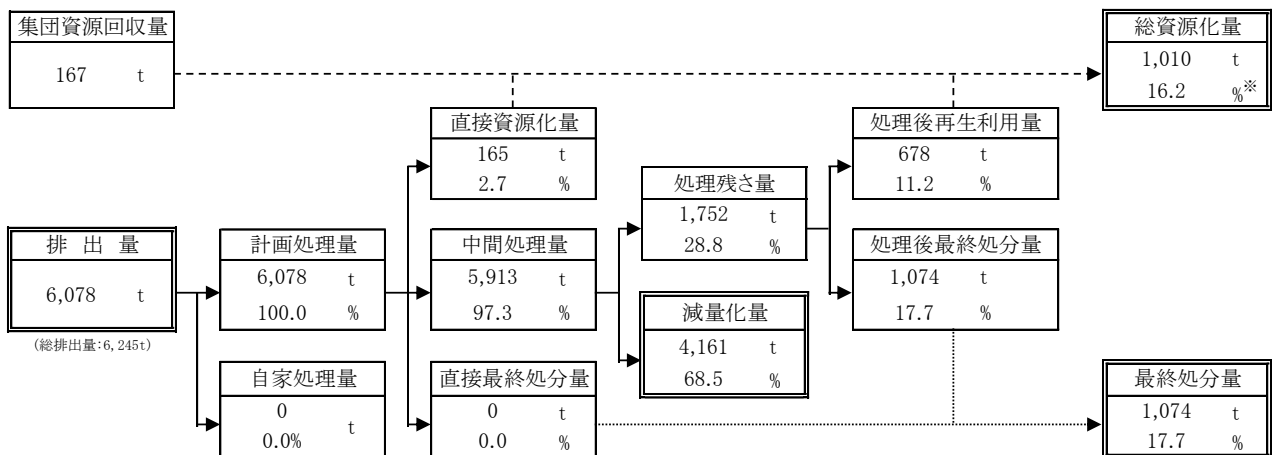 集団資源回収量
167 t
総資源化量
1,010 t
16.2 %※
直接資源化量
165 t
2.7 %
処理後再生利用量
678 t
11.2 %
処理残さ量
1,752 t
28.8 %
排 出 量
6,078 t
(総排出量:6,245t)
計画処理量
6,078 t
100.0 %
中間処理量
5,913 t
97.3 %
処理後最終処分量
1,074 t
17.7 %
減量化量
4,161 t
68.5 %
自家処理量
0 t
0.0%
直接最終処分量
0 t
0.0 %
最終処分量
1,074 t
17.7 %